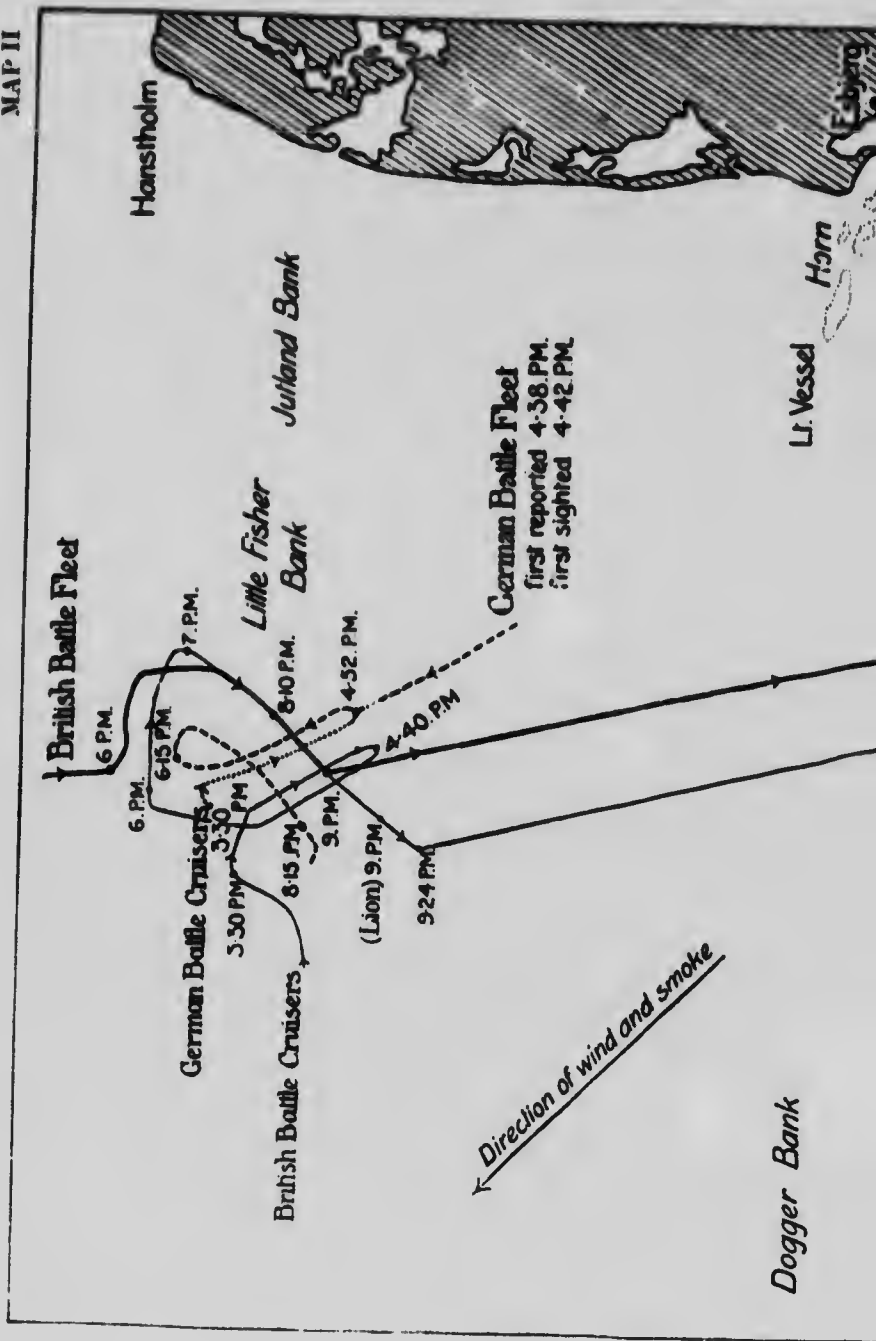 MAP II
British Battle Fleet
6 P.M.
6.P.M.
Hanstholm
6-15 P.M.
7. P.M.
German Battle Cruisers
3-30 PM
3-30 PM
Little Fisher
Bank
Jutland Bank
8-10 P.M.
British Battle Cruisers
8-15 P.M.
9. P.M.
4-52. P.M.
4-40. P.M
(Lion) 9. P.M
9-24 P.M.
German Battle Fleet
first reported 4-38.P.M.
first sighted 4-42.P.M.
Direction of wind and smoke
Dogger Bank
Lt. Vessel
Horn
Esbjerg